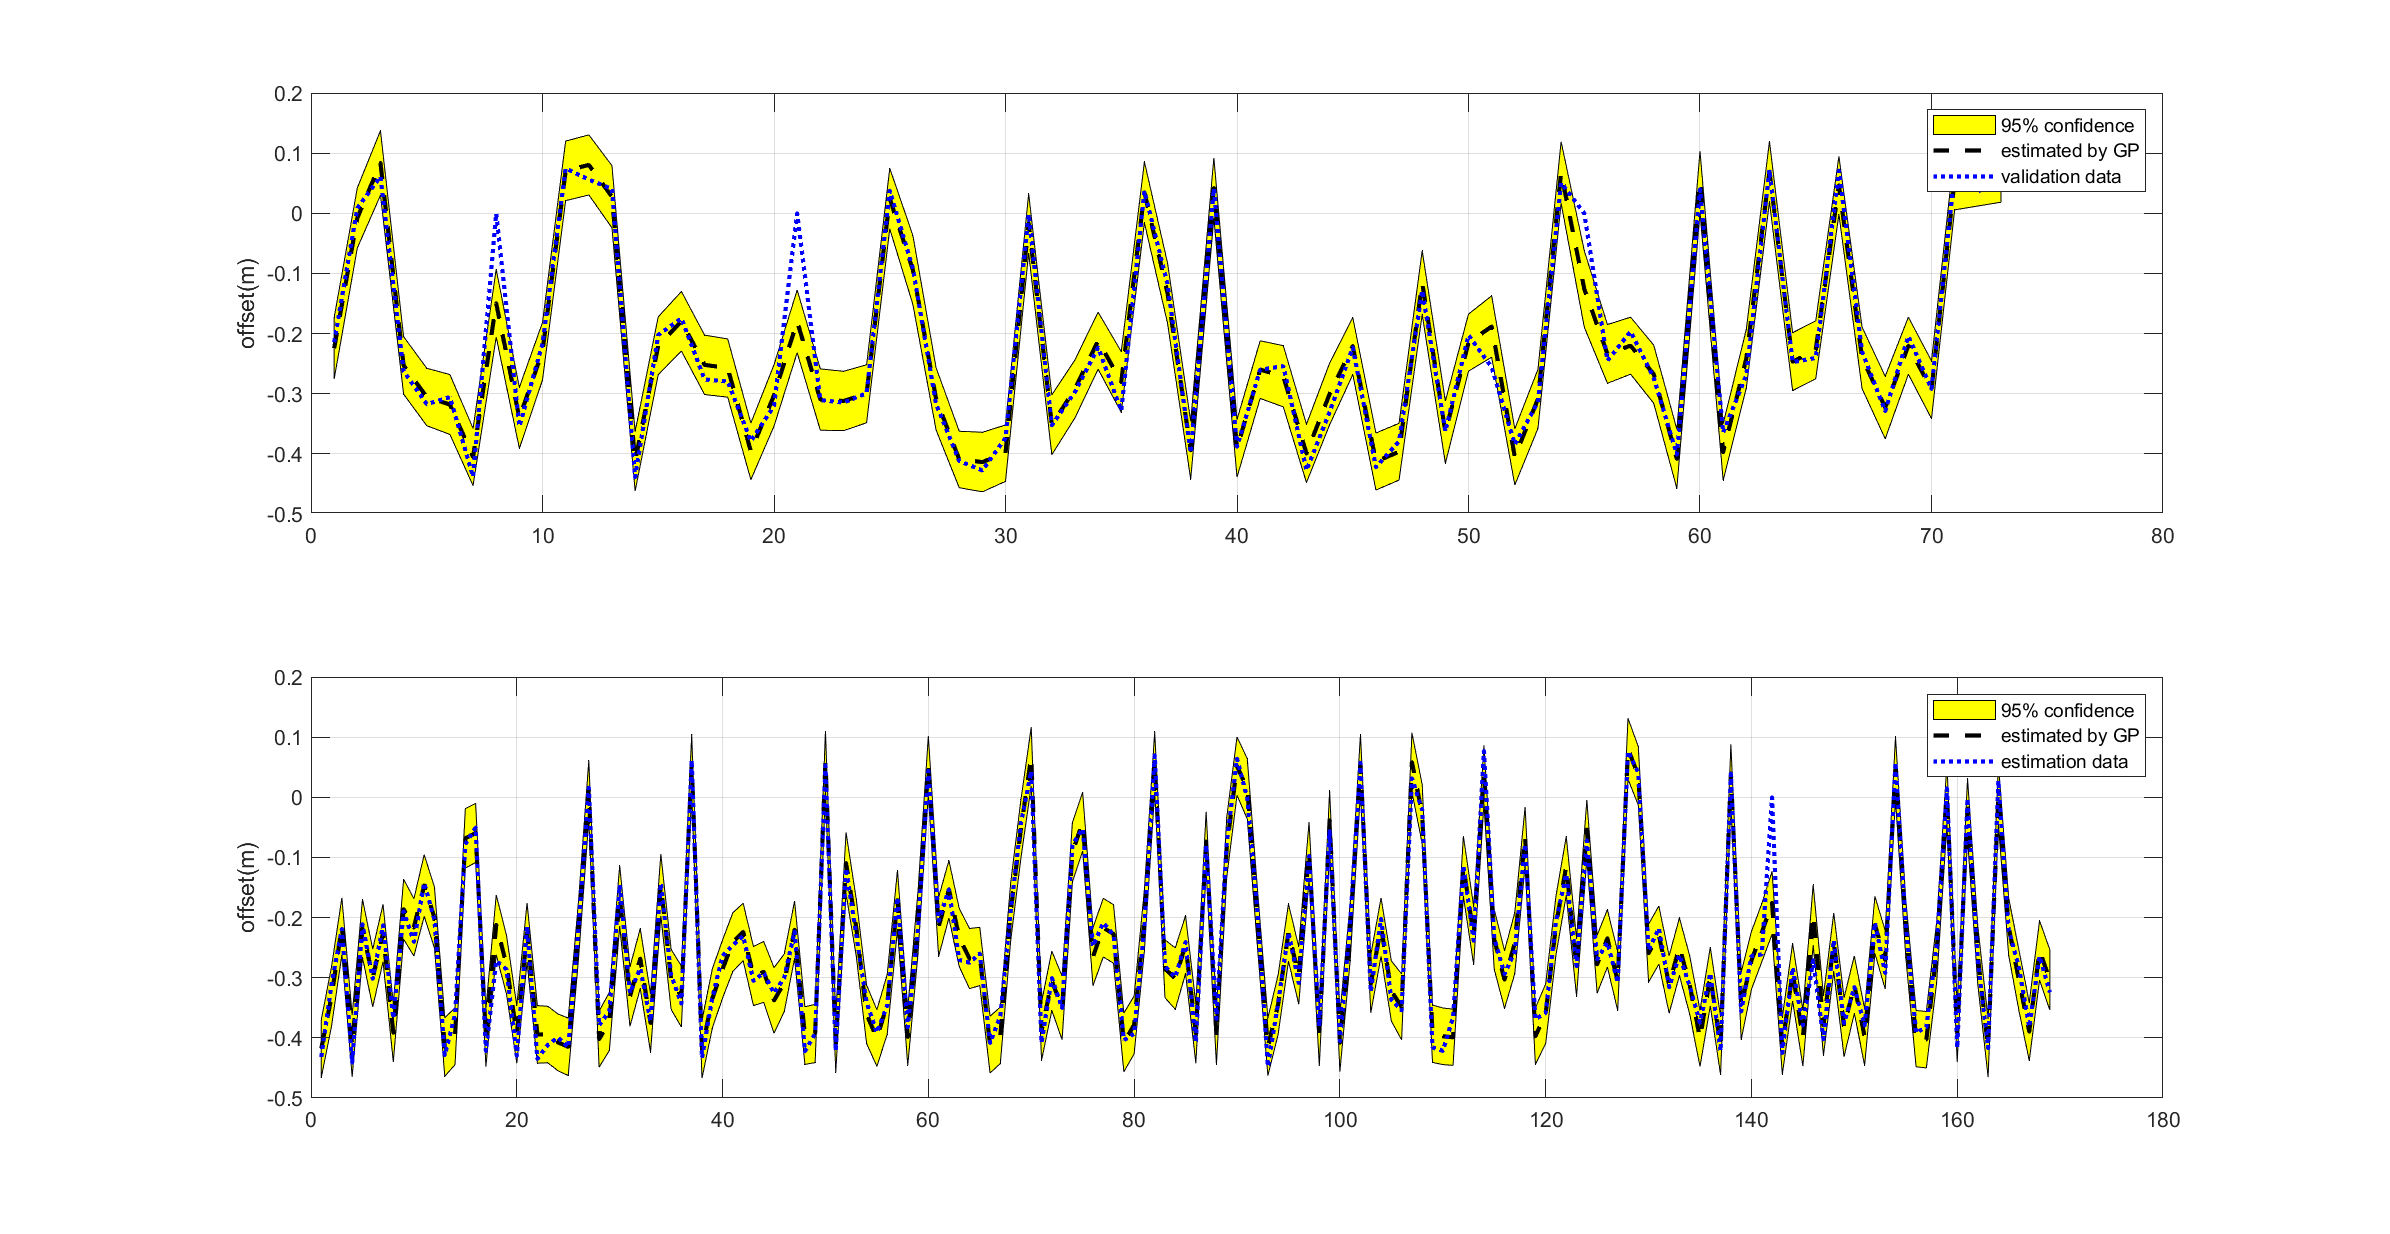 0.2
0.1
0
-0.1
-0.2
-0.3
-0.4
-0.5
offset(m)
0 10 20 30 40 50 60 70 80
95% confidence
estimated by GP
validation data
0.2
0.1
0
-0.1
-0.2
-0.3
-0.4
-0.5
offset(m)
0 20 40 60 80 100 120 140 160 180
95% confidence
estimated by GP
estimation data